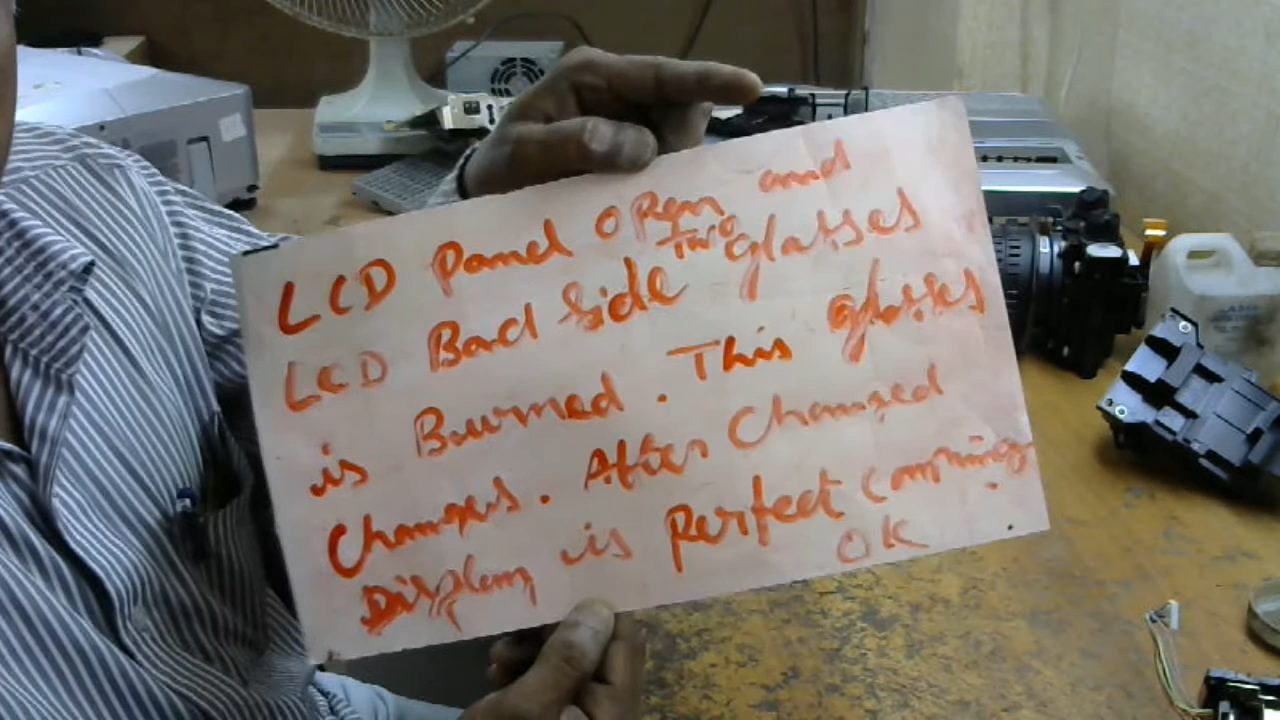 LCD Panel open and
LCD Back side Two glasses
is Burned. This glasses
Changes. After Changed
Display is Perfect comming
OK